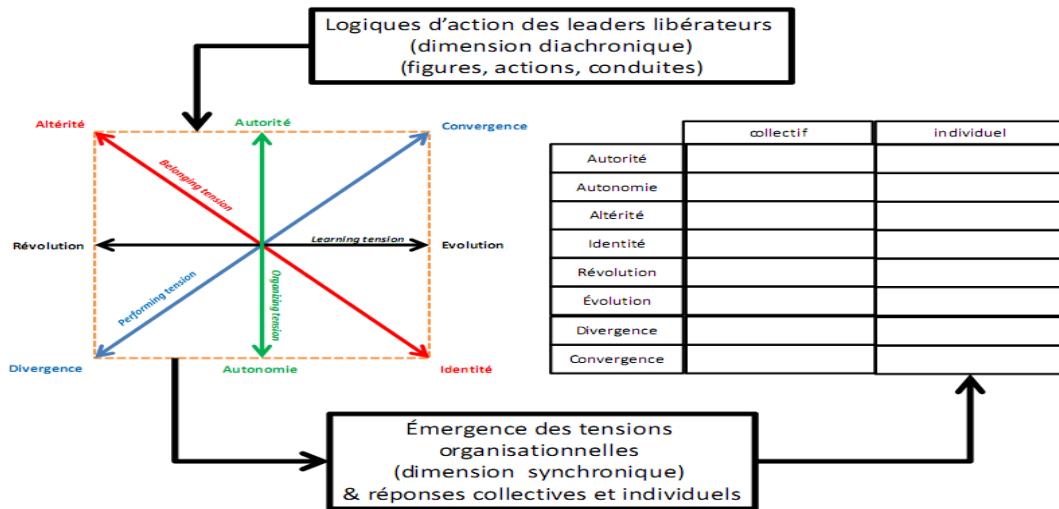 Logiques d'action des leaders libérateurs
(dimension diachronique)
(figures, actions, conduites)
Altérité
Autorité
Convergence
Belonging tension
Révolution
Learning tension
Evolution
Performing tension
Organizing tension
Divergence
Autonomie
Identité
collectif
individuel
Autorité
Autonomie
Altérité
Identité
Révolution
Évolution
Divergence
Convergence
Émergence des tensions
organisationnelles
(dimension synchronique)
& réponses collectives et individuels